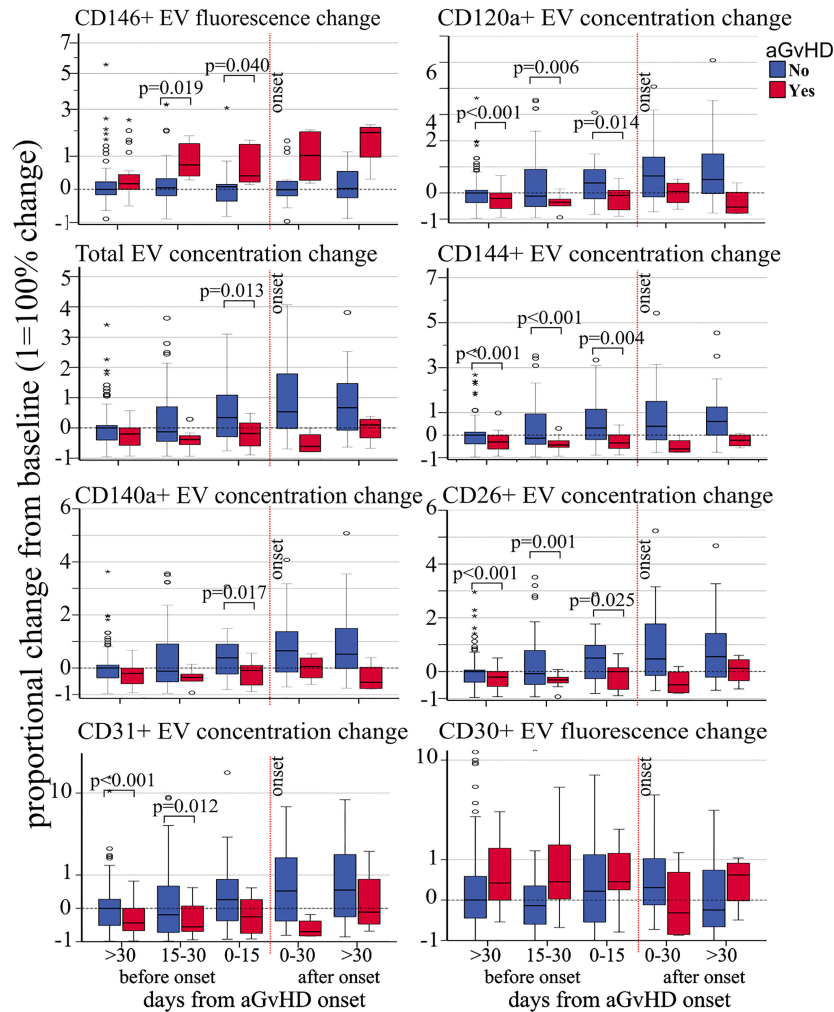 CD146+ EV fluorescence change
CD120a+ EV concentration change
aGvHD
No
Yes
7
5
3
1
0
-1
p=0.019
p=0.040
onset
7
5
3
1
0
-1
p<0.001
p=0.006
p=0.014
onset
Total EV concentration change
CD144+ EV concentration change
5
4
3
2
1
0
-1
p=0.013
onset
7
5
3
1
0
-1
p<0.001
p<0.001
p=0.004
onset
CD140a+ EV concentration change
CD26+ EV concentration change
6
4
2
1
0
-1
p=0.017
onset
6
4
2
1
0
-1
p<0.001
p=0.001
p=0.025
onset
CD31+ EV concentration change
CD30+ EV fluorescence change
10
1
0
-1
p<0.001
p=0.012
onset
10
1
0
-1
onset
>30 15-30 0-15 0-30 >30
before onset after onset
days from aGvHD onset
>30 15-30 0-15 0-30 >30
before onset after onset
days from aGvHD onset
proportional change from baseline (1=100% change)